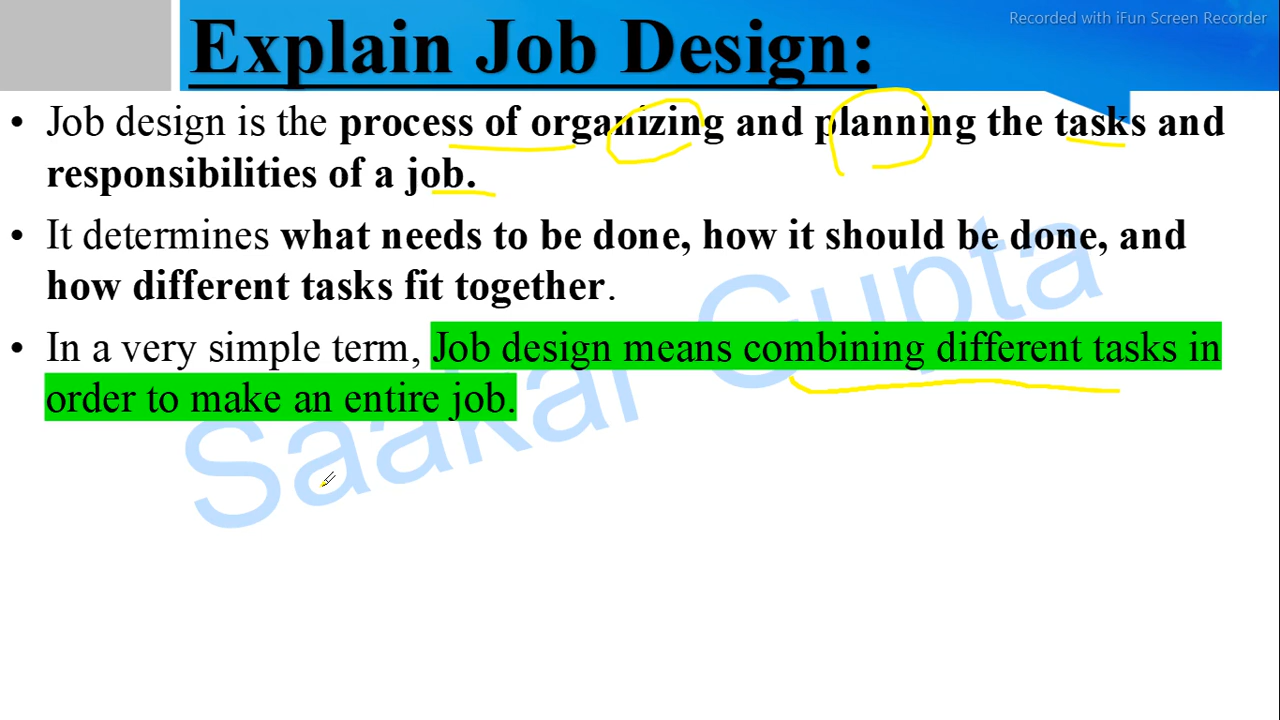 Recorded with iFun Screen Recorder
Explain Job Design:
• Job design is the process of organizing and planning the tasks and
responsibilities of a job.
• It determines what needs to be done, how it should be done, and
how different tasks fit together.
• In a very simple term, Job design means combining different tasks in
order to make an entire job.
Saakar Gupta